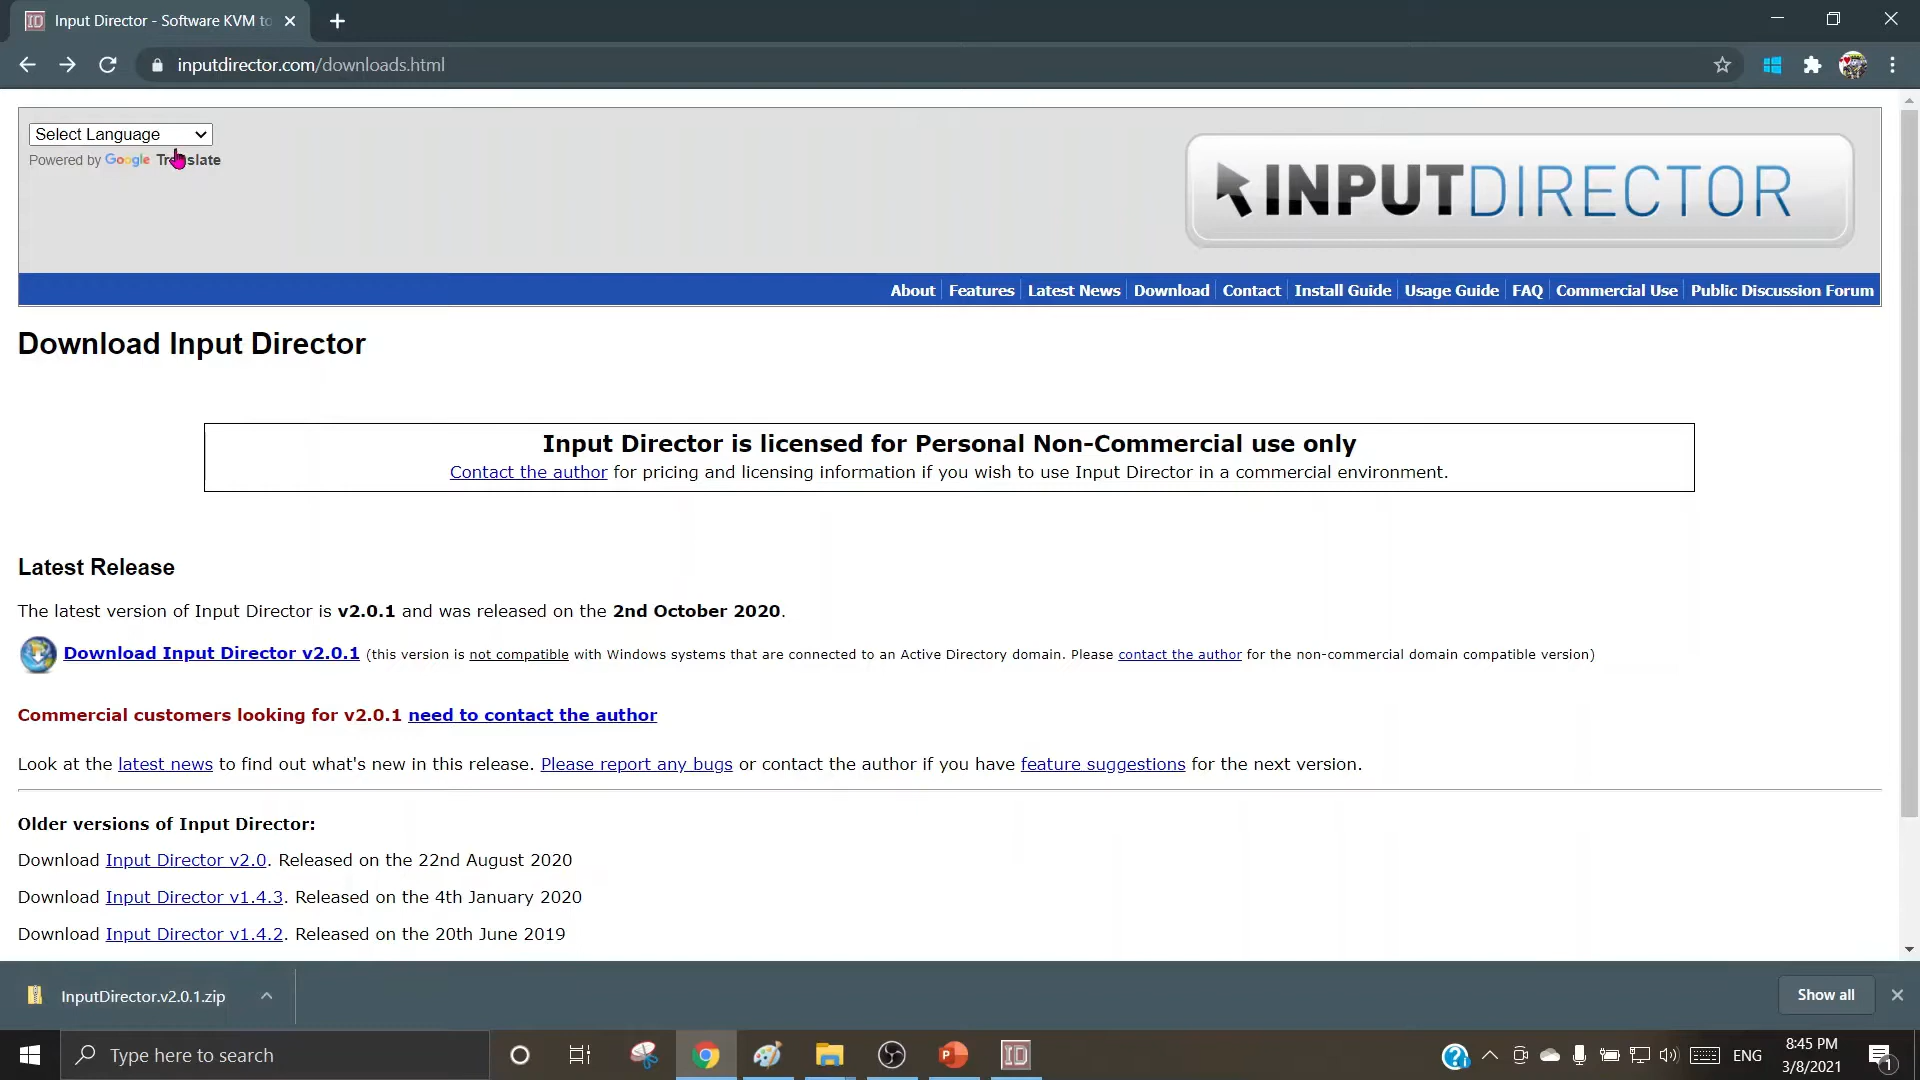 Input Director - Software KVM to
inputdirector.com/downloads.html
Select Language
Powered by Google Translate
INPUTDIRECTOR
About Features Latest News Download Contact Install Guide Usage Guide FAQ Commercial Use Public Discussion Forum
Download Input Director
Input Director is licensed for Personal Non-Commercial use only
Contact the author for pricing and licensing information if you wish to use Input Director in a commercial environment.
Latest Release
The latest version of Input Director is v2.0.1 and was released on the 2nd October 2020.
Download Input Director v2.0.1 (this version is not compatible with Windows systems that are connected to an Active Directory domain. Please contact the author for the non-commercial domain compatible version)
Commercial customers looking for v2.0.1 need to contact the author
Look at the latest news to find out what's new in this release. Please report any bugs or contact the author if you have feature suggestions for the next version.
Older versions of Input Director:
Download Input Director v2.0. Released on the 22nd August 2020
Download Input Director v1.4.3. Released on the 4th January 2020
Download Input Director v1.4.2. Released on the 20th June 2019
InputDirector.v2.0.1.zip
Show all
Type here to search
ENG
8:45 PM
3/8/2021
1